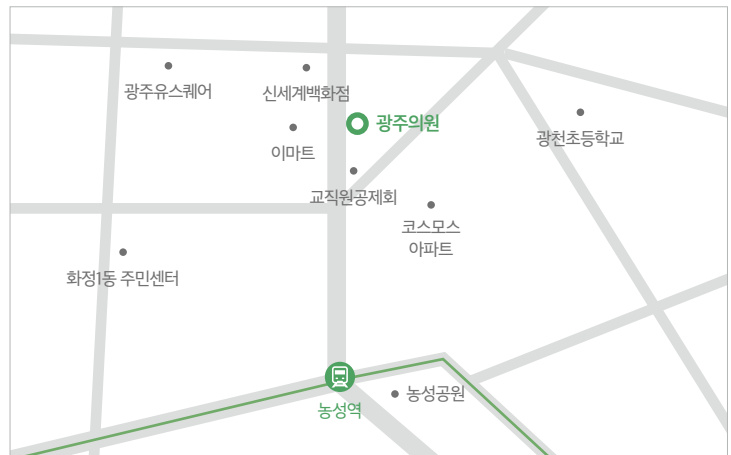 광주유스퀘어
신세계백화점
광주의원
이마트
광천초등학교
교직원공제회
코스모스
아파트
화정1동 주민센터
농성공원
농성역